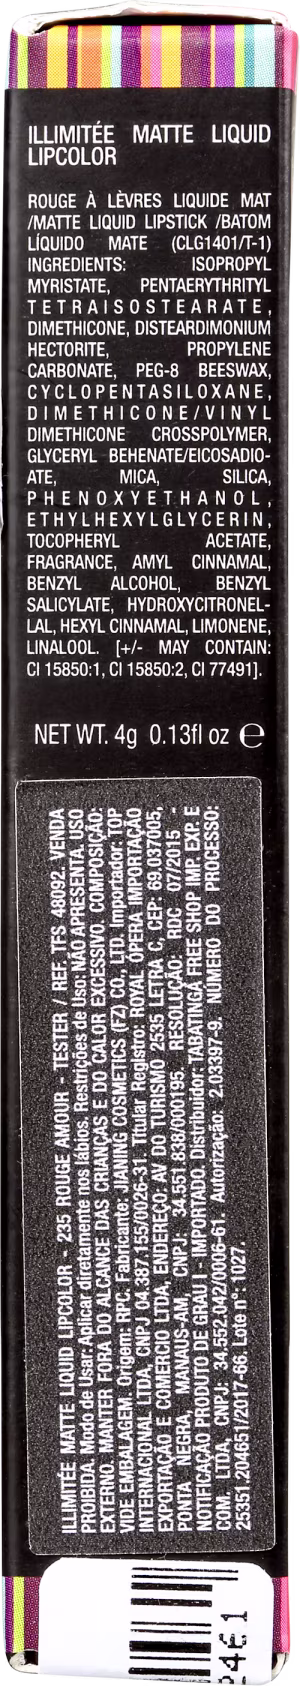 ILLIMITÉE MATTE LIQUID
LIPCOLOR
ROUGE À LÈVRES LIQUIDE MAT
/MATTE LIQUID LIPSTICK /BATOM
LÍQUIDO MATE (CLG1401/T-1)
INGREDIENTS: ISOPROPYL
MYRISTATE, PENTAERYTHRITYL
TETRAISOSTEARATE,
DIMETHICONE, DISTEARDIMONIUM
HECTORITE, PROPYLENE
CARBONATE, PEG-8 BEESWAX,
CYCLOPENTASILOXANE,
DIMETHICONE/VINYL
DIMETHICONE CROSSPOLYMER,
GLYCERYL BEHENATE/EICOSADIO-
ATE, MICA, SILICA,
PHENOXYETHANOL,
ETHYLHEXYLGLYCERIN,
TOCOPHERYL ACETATE,
FRAGRANCE, AMYL CINNAMAL,
BENZYL ALCOHOL, BENZYL
SALICYLATE, HYDROXYCITRONEL-
LAL, HEXYL CINNAMAL, LIMONENE,
LINALOOL. [+/- MAY CONTAIN:
CI 15850:1, CI 15850:2, CI 77491].
NET WT. 4g 0.13fl oz ℮
ILLIMITÉE MATTE LIQUID LIPCOLOR - 235 ROUGE AMOUR - TESTER / REF. TFS 48092. VENDA
PROIBIDA. Modo de Usar: Aplicar diretamente nos lábios. Restrições de Uso: NÃO APRESENTA. USO
EXTERNO. MANTER FORA DO ALCANCE DAS CRIANÇAS E DO CALOR EXCESSIVO. COMPOSIÇÃO:
VIDE EMBALAGEM. Origem: RPC. Fabricante: JIANING COSMETICS (FZ) CO., LTD. Importador: TOP
INTERNACIONAL LTDA, CNPJ 04.387.155/0026-31. Titular Registro: ROYAL ÓPERA IMPORTAÇÃO
EXPORTAÇÃO E COMERCIO LTDA, ENDEREÇO: AV DO TURISMO 2535 LETRA C, CEP: 69.037005,
PONTA NEGRA, MANAUS-AM, CNPJ: 34.551.838/000195. RESOLUÇÃO: RDC 07/2015 -
NOTIFICAÇÃO PRODUTO DE GRAU I - IMPORTADO. Distribuidor: TABATINGA FREE SHOP IMP. EXP. E
COM. LTDA, CNPJ: 34.552.042/0006-61. Autorização: 2.03397-9. NÚMERO DO PROCESSO:
25351.204651/2017-66. Lote n°: 1027.